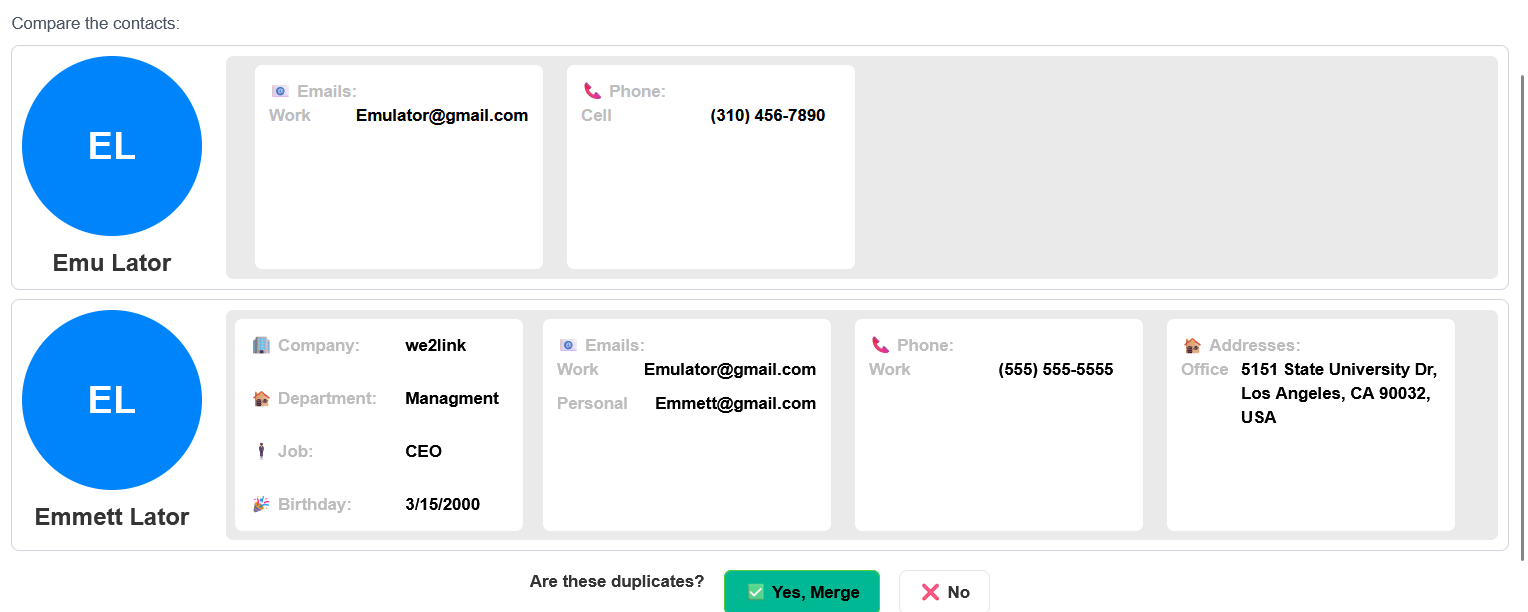 Compare the contacts:
EL
Emu Lator
Emails:
Work Emulator@gmail.com
Phone:
Cell (310) 456-7890
EL
Emmett Lator
Company: we2link
Department: Managment
Job: CEO
Birthday: 3/15/2000
Emails:
Work Emulator@gmail.com
Personal Emmett@gmail.com
Phone:
Work (555) 555-5555
Addresses:
Office 5151 State University Dr,
Los Angeles, CA 90032,
USA
Are these duplicates? Yes, Merge No